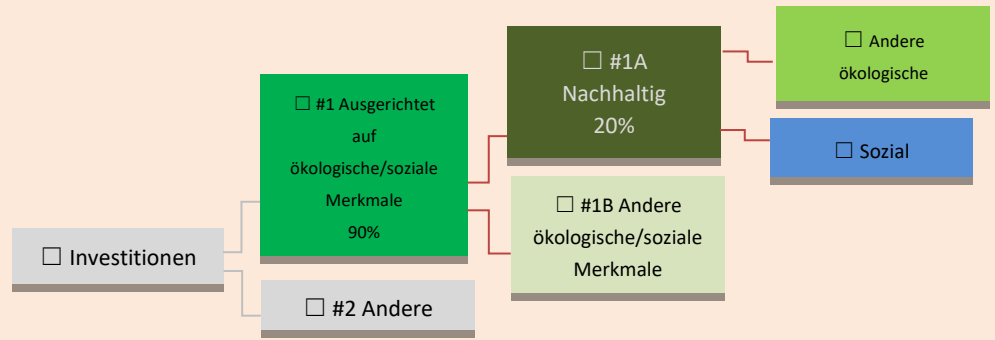 ☐ Investitionen
☐ #1 Ausgerichtet
auf
ökologische/soziale
Merkmale
90%
☐ #2 Andere
☐ #1A
Nachhaltig
20%
☐ #1B Andere
ökologische/soziale
Merkmale
☐ Andere
ökologische
☐ Sozial